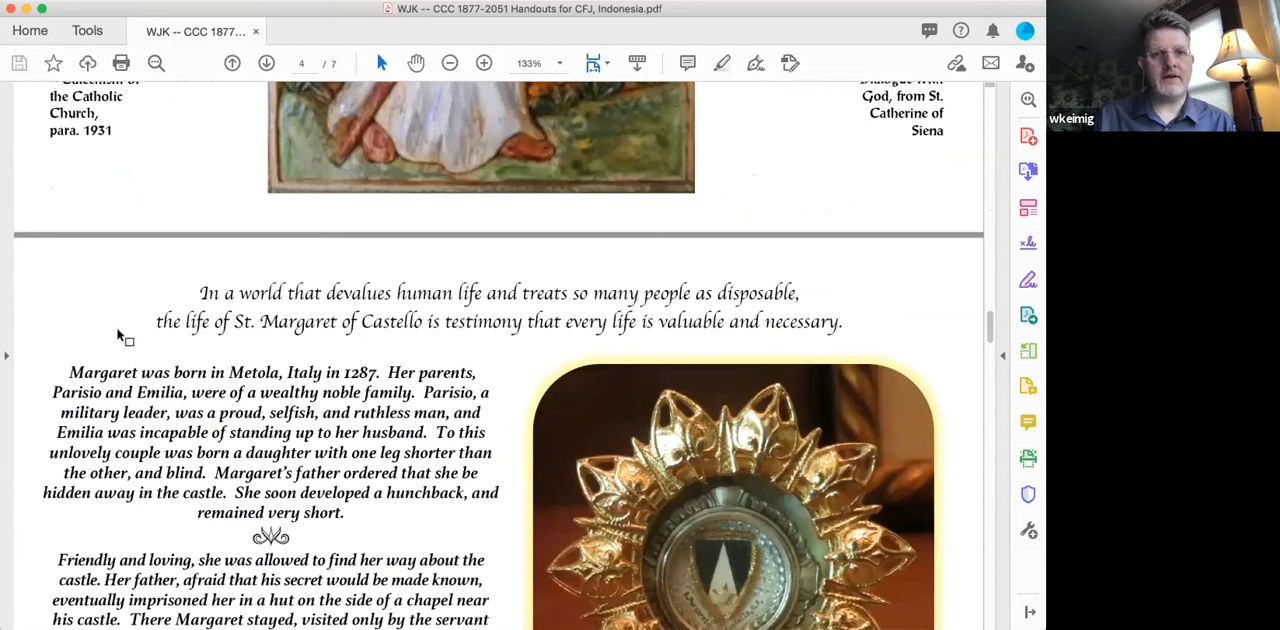 WJK -- CCC 1877-2051 Handouts for CFJ, Indonesia.pdf
Home
Tools
WJK -- CCC 1877... ×
4 / 7
133%
wkeimig
Catechism of
the Catholic
Church,
para. 1931
Dialogue with
God, from St.
Catherine of
Siena
In a world that devalues human life and treats so many people as disposable,
the life of St. Margaret of Castello is testimony that every life is valuable and necessary.
Margaret was born in Metola, Italy in 1287. Her parents,
Parisio and Emilia, were of a wealthy noble family. Parisio, a
military leader, was a proud, selfish, and ruthless man, and
Emilia was incapable of standing up to her husband. To this
unlovely couple was born a daughter with one leg shorter than
the other, and blind. Margaret's father ordered that she be
hidden away in the castle. She soon developed a hunchback, and
remained very short.
Friendly and loving, she was allowed to find her way about the
castle. Her father, afraid that his secret would be made known,
eventually imprisoned her in a hut on the side of a chapel near
his castle. There Margaret stayed, visited only by the servant